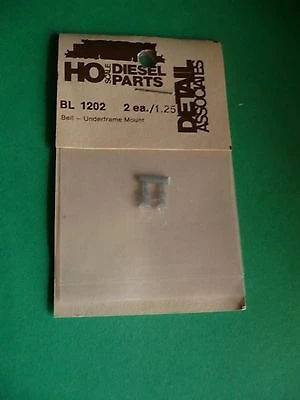 HO SCALE DIESEL PARTS
BL 1202 2 ea./1.25
Bell – Underframe Mount
DETAIL ASSOCIATES